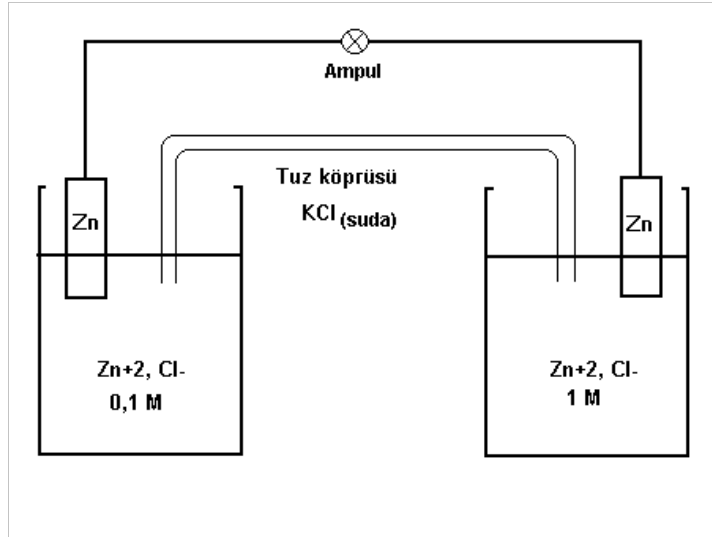 Ampul
Tuz köprüsü
KCl (suda)
Zn
Zn
Zn+2, Cl-
0,1 M
Zn+2, Cl-
1 M